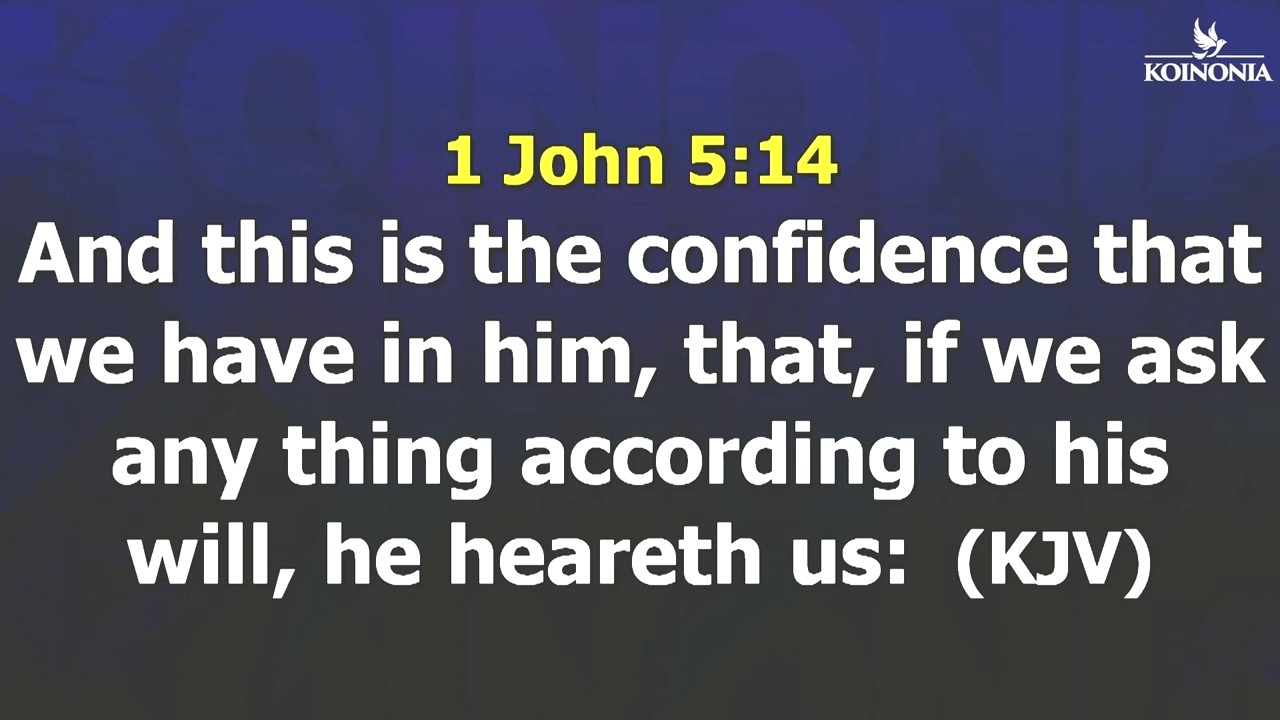 KOINONIA
1 John 5:14
And this is the confidence that
we have in him, that, if we ask
any thing according to his
will, he heareth us:  (KJV)